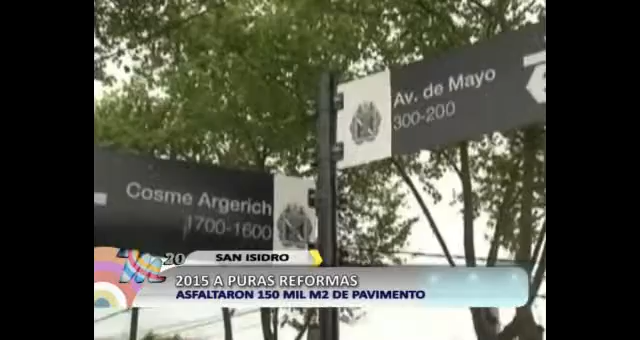 Av. de Mayo
300-200
Cosme Argerich
1700-1600
20
SAN ISIDRO
2015 A PURAS REFORMAS
ASFALTARON 150 MIL M2 DE PAVIMENTO